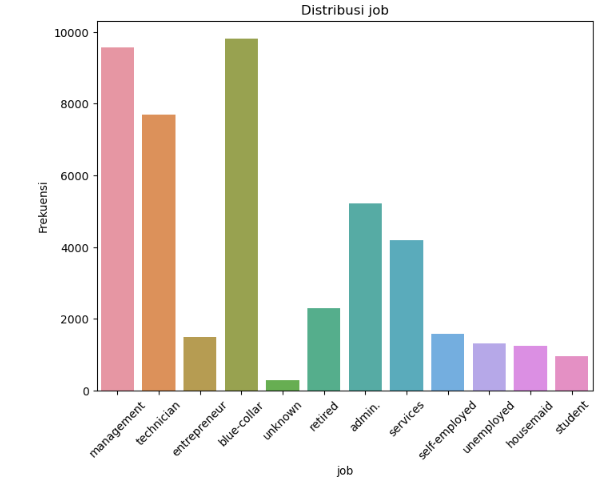 Distribusi job
Frekuensi
10000
8000
6000
4000
2000
0
management
technician
entrepreneur
blue-collar
unknown
retired
admin.
services
self-employed
unemployed
housemaid
student
job